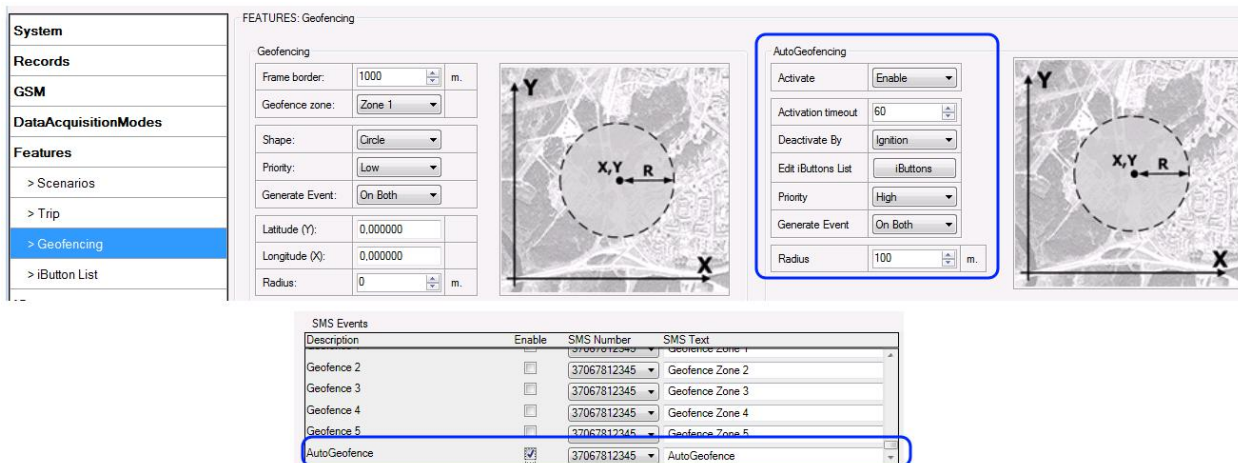 FEATURES: Geofencing
System
Records
GSM
DataAcquisitionModes
Features
> Scenarios
> Trip
> Geofencing
> iButton List
Geofencing
Frame border: 1000 m.
Geofence zone: Zone 1
Shape: Circle
Priority: Low
Generate Event: On Both
Latitude (Y): 0,000000
Longitude (X): 0,000000
Radius: 0 m.
Y
X,Y R
X
AutoGeofencing
Activate Enable
Activation timeout 60
Deactivate By Ignition
Edit iButtons List iButtons
Priority High
Generate Event On Both
Radius 100 m.
Y
X,Y R
X
SMS Events
Description Enable SMS Number SMS Text
37067812345 Geofence Zone 1
Geofence 2 37067812345 Geofence Zone 2
Geofence 3 37067812345 Geofence Zone 3
Geofence 4 37067812345 Geofence Zone 4
Geofence 5 37067812345 Geofence Zone 5
AutoGeofence 37067812345 AutoGeofence